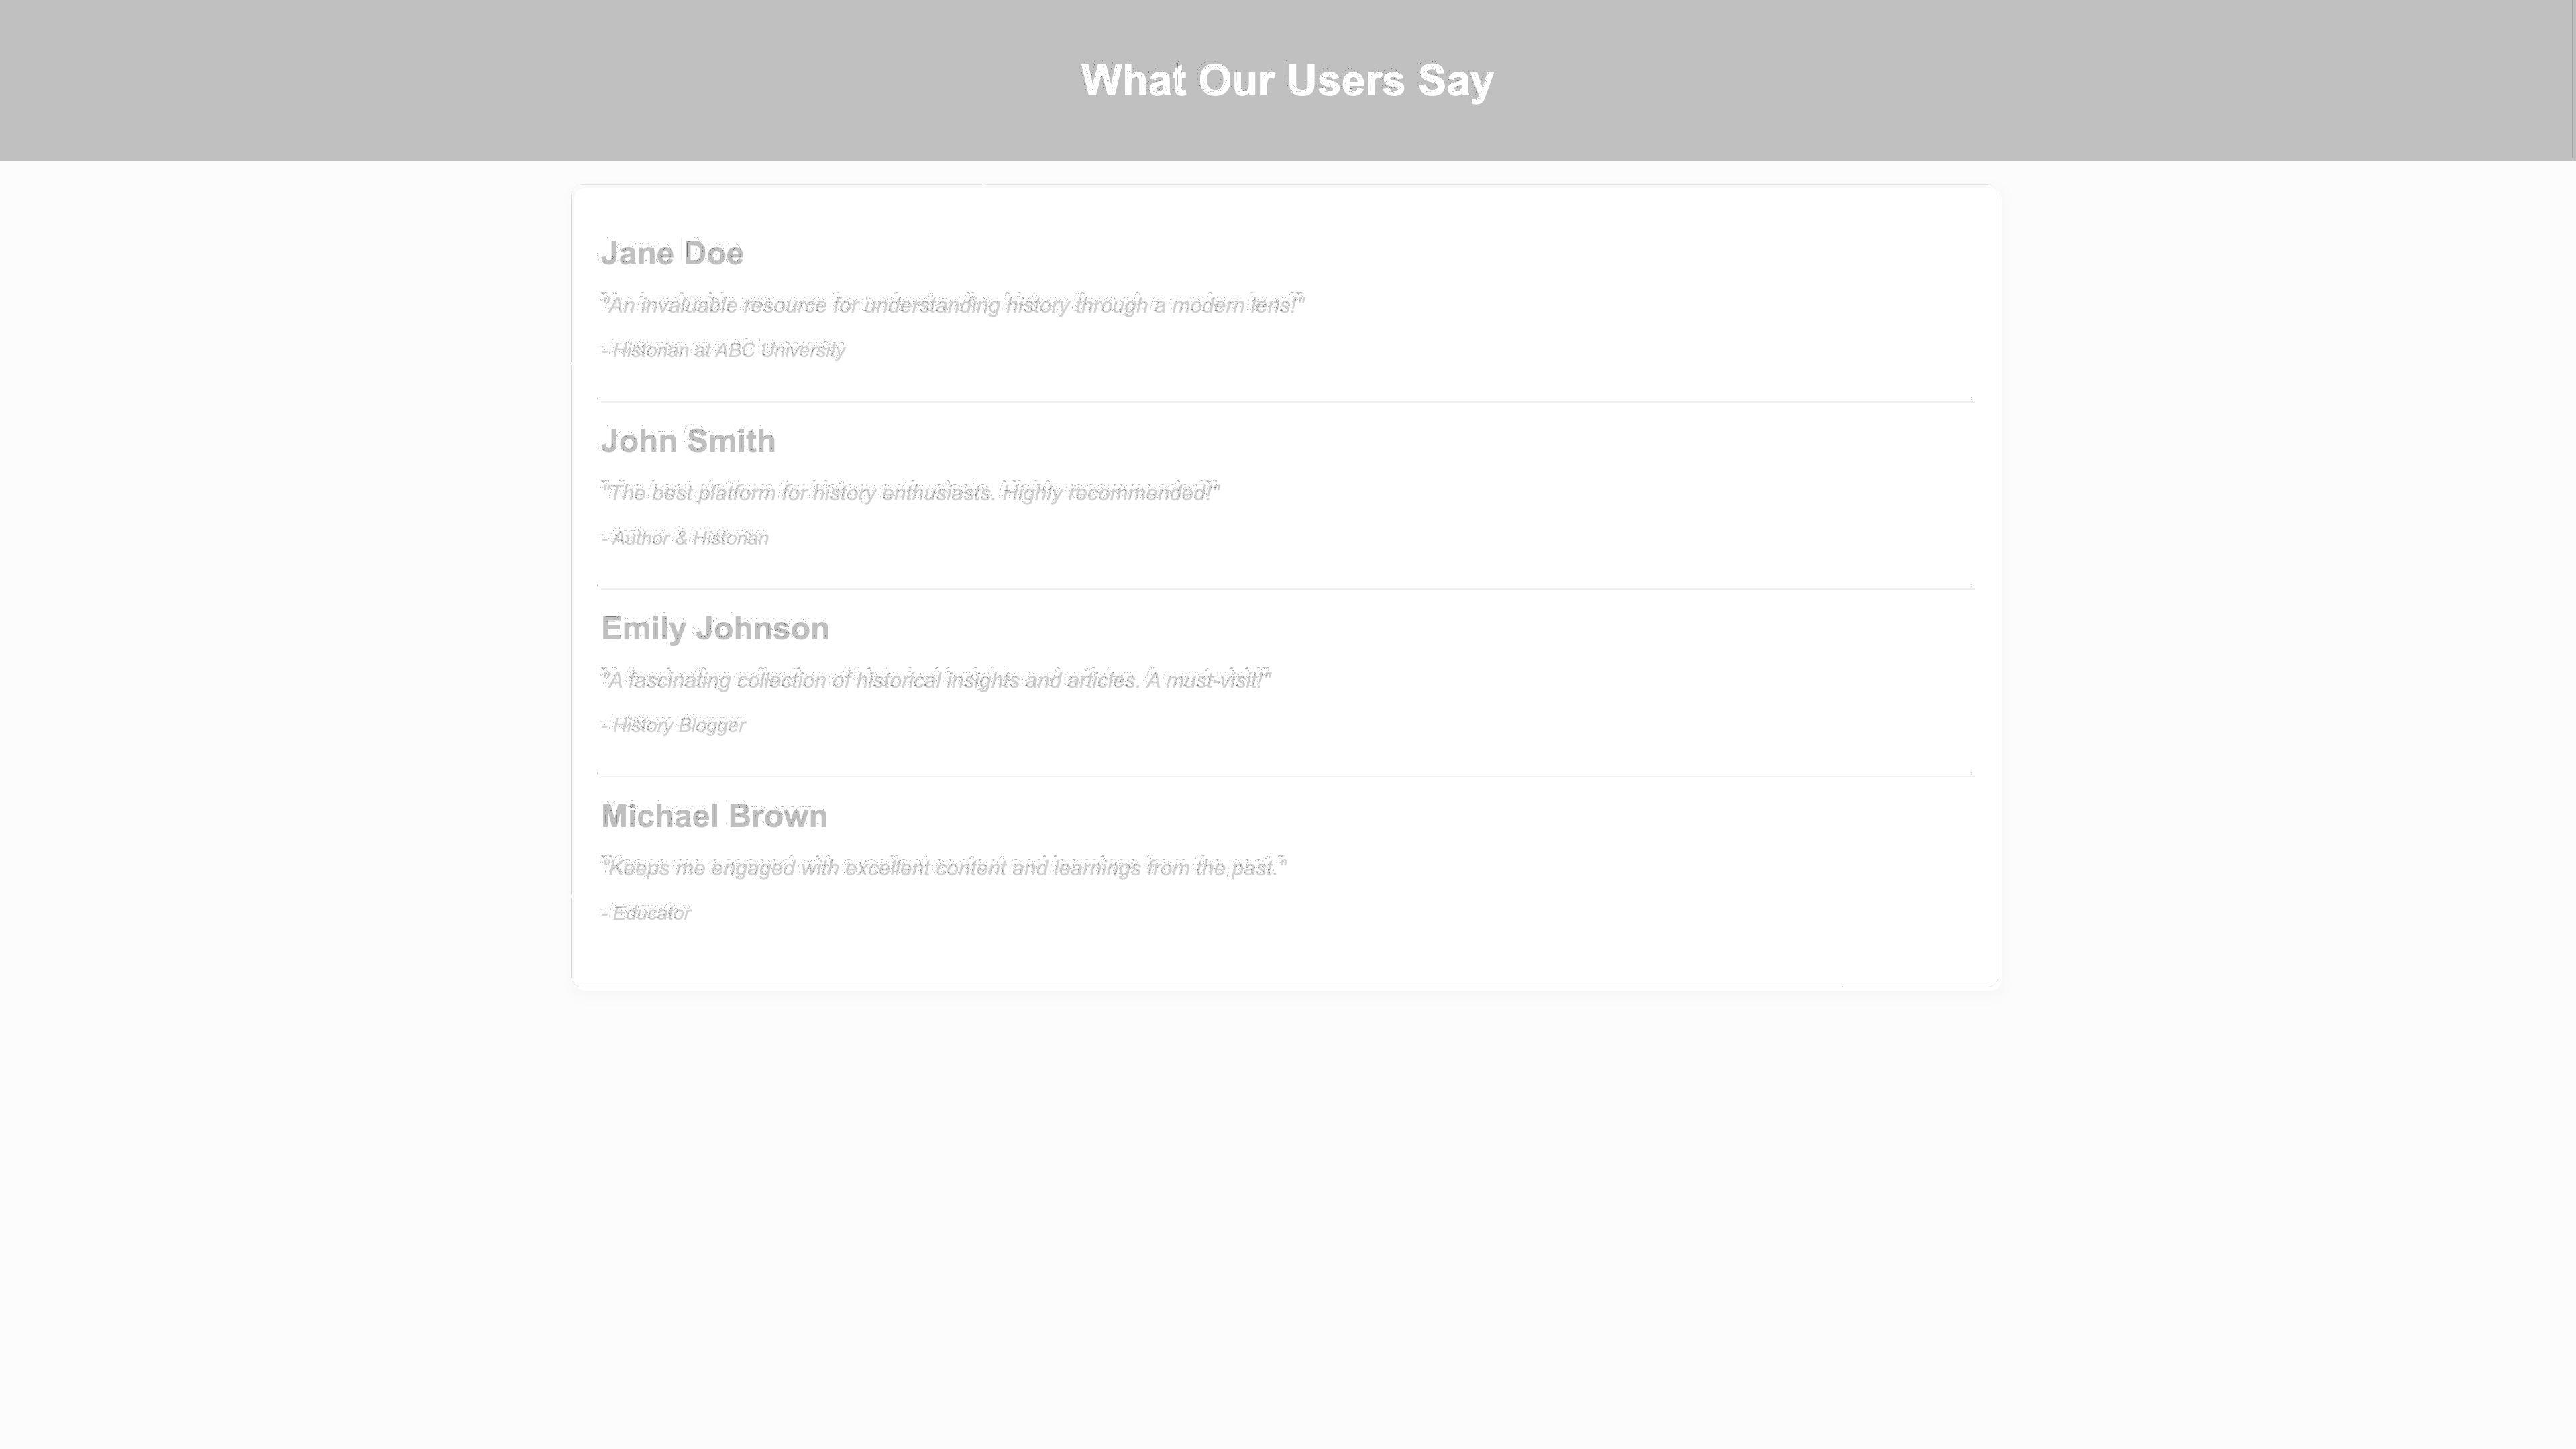 What Our Users Say
Jane Doe
"An invaluable resource for understanding history through a modern lens!"
- Historian at ABC University
John Smith
"The best platform for history enthusiasts. Highly recommended!"
- Author & Historian
Emily Johnson
"A fascinating collection of historical insights and articles. A must-visit!"
- History Blogger
Michael Brown
"Keeps me engaged with excellent content and learnings from the past."
- Educator